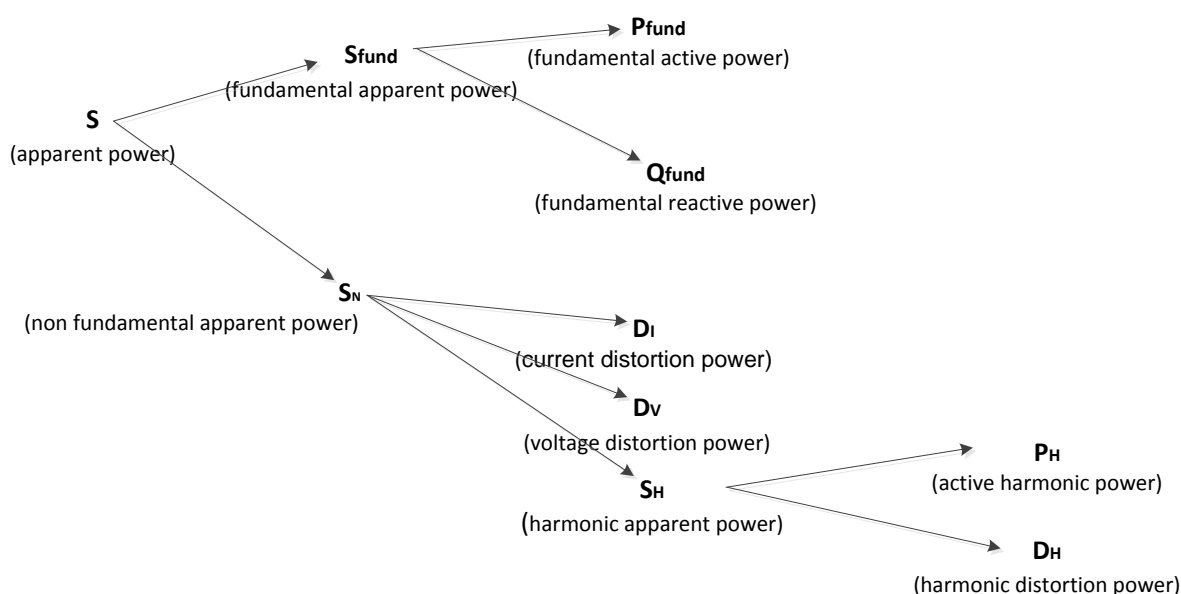 Pfund
(fundamental active power)
Sfund
(fundamental apparent power)
S
(apparent power)
Qfund
(fundamental reactive power)
SN
(non fundamental apparent power)
DI
(current distortion power)
DV
(voltage distortion power)
SH
(harmonic apparent power)
PH
(active harmonic power)
DH
(harmonic distortion power)